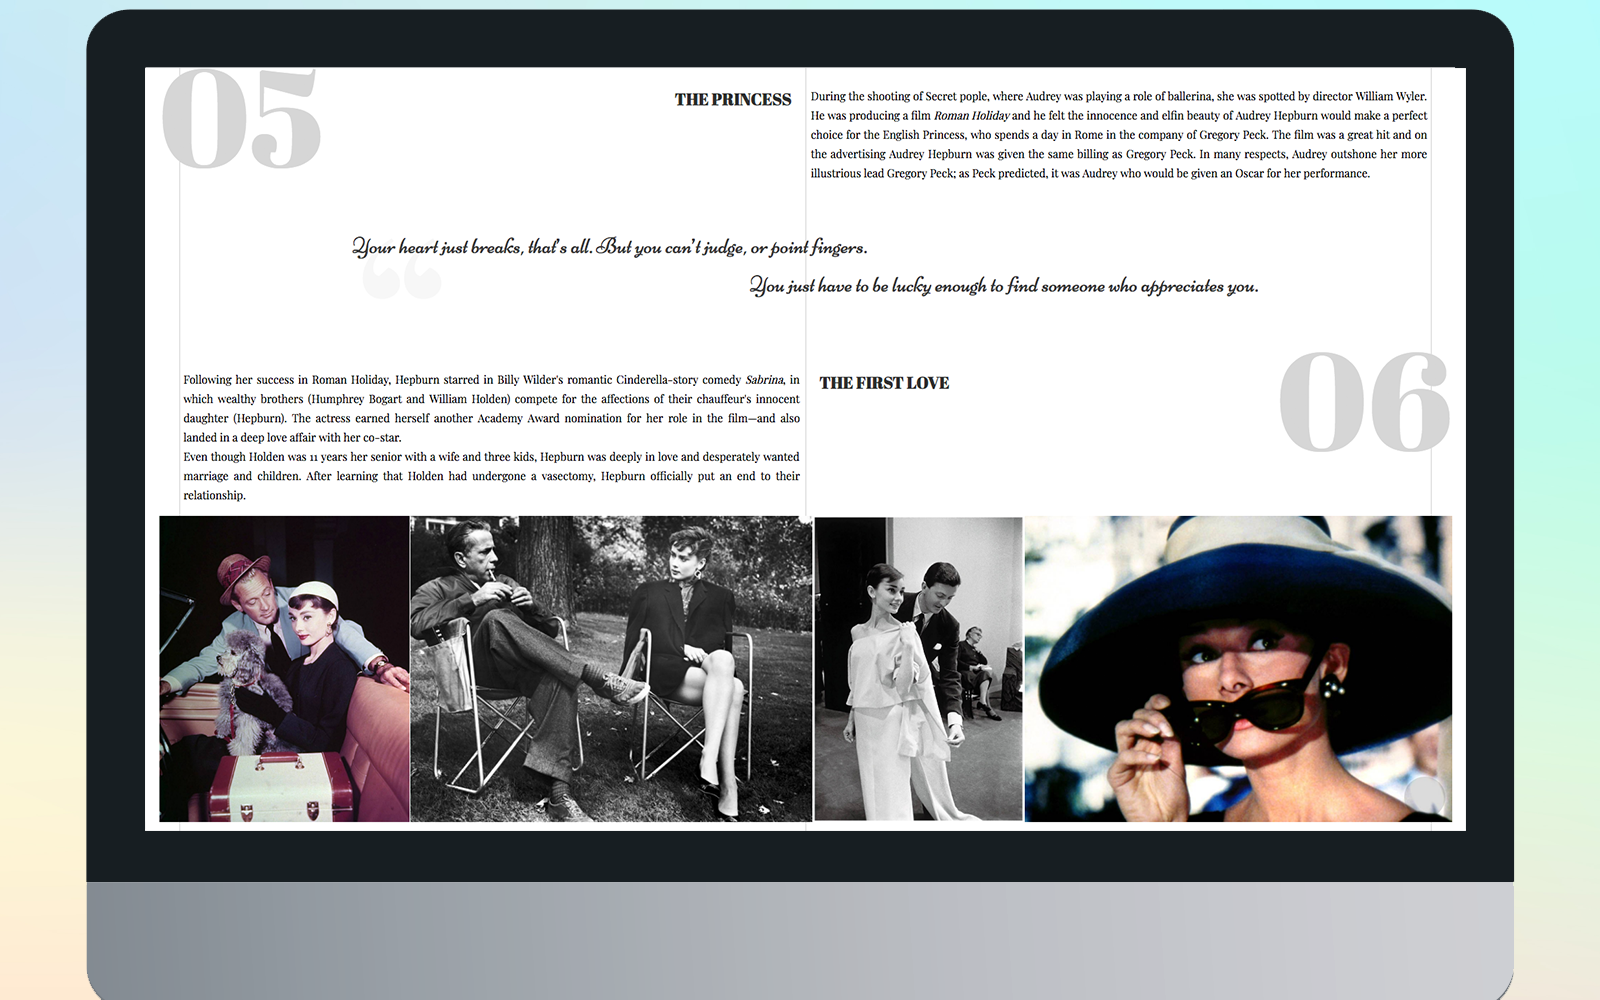 05
THE PRINCESS
During the shooting of Secret pople, where Audrey was playing a role of ballerina, she was spotted by director William Wyler.
He was producing a film Roman Holiday and he felt the innocence and elfin beauty of Audrey Hepburn would make a perfect
choice for the English Princess, who spends a day in Rome in the company of Gregory Peck. The film was a great hit and on
the advertising Audrey Hepburn was given the same billing as Gregory Peck. In many respects, Audrey outshone her more
illustrious lead Gregory Peck; as Peck predicted, it was Audrey who would be given an Oscar for her performance.
Your heart just breaks, that's all. But you can't judge, or point fingers.
“
You just have to be lucky enough to find someone who appreciates you.
Following her success in Roman Holiday, Hepburn starred in Billy Wilder's romantic Cinderella-story comedy Sabrina, in
which wealthy brothers (Humphrey Bogart and William Holden) compete for the affections of their chauffeur's innocent
daughter (Hepburn). The actress earned herself another Academy Award nomination for her role in the film—and also
landed in a deep love affair with her co-star.
Even though Holden was 11 years her senior with a wife and three kids, Hepburn was deeply in love and desperately wanted
marriage and children. After learning that Holden had undergone a vasectomy, Hepburn officially put an end to their
relationship.
THE FIRST LOVE
06